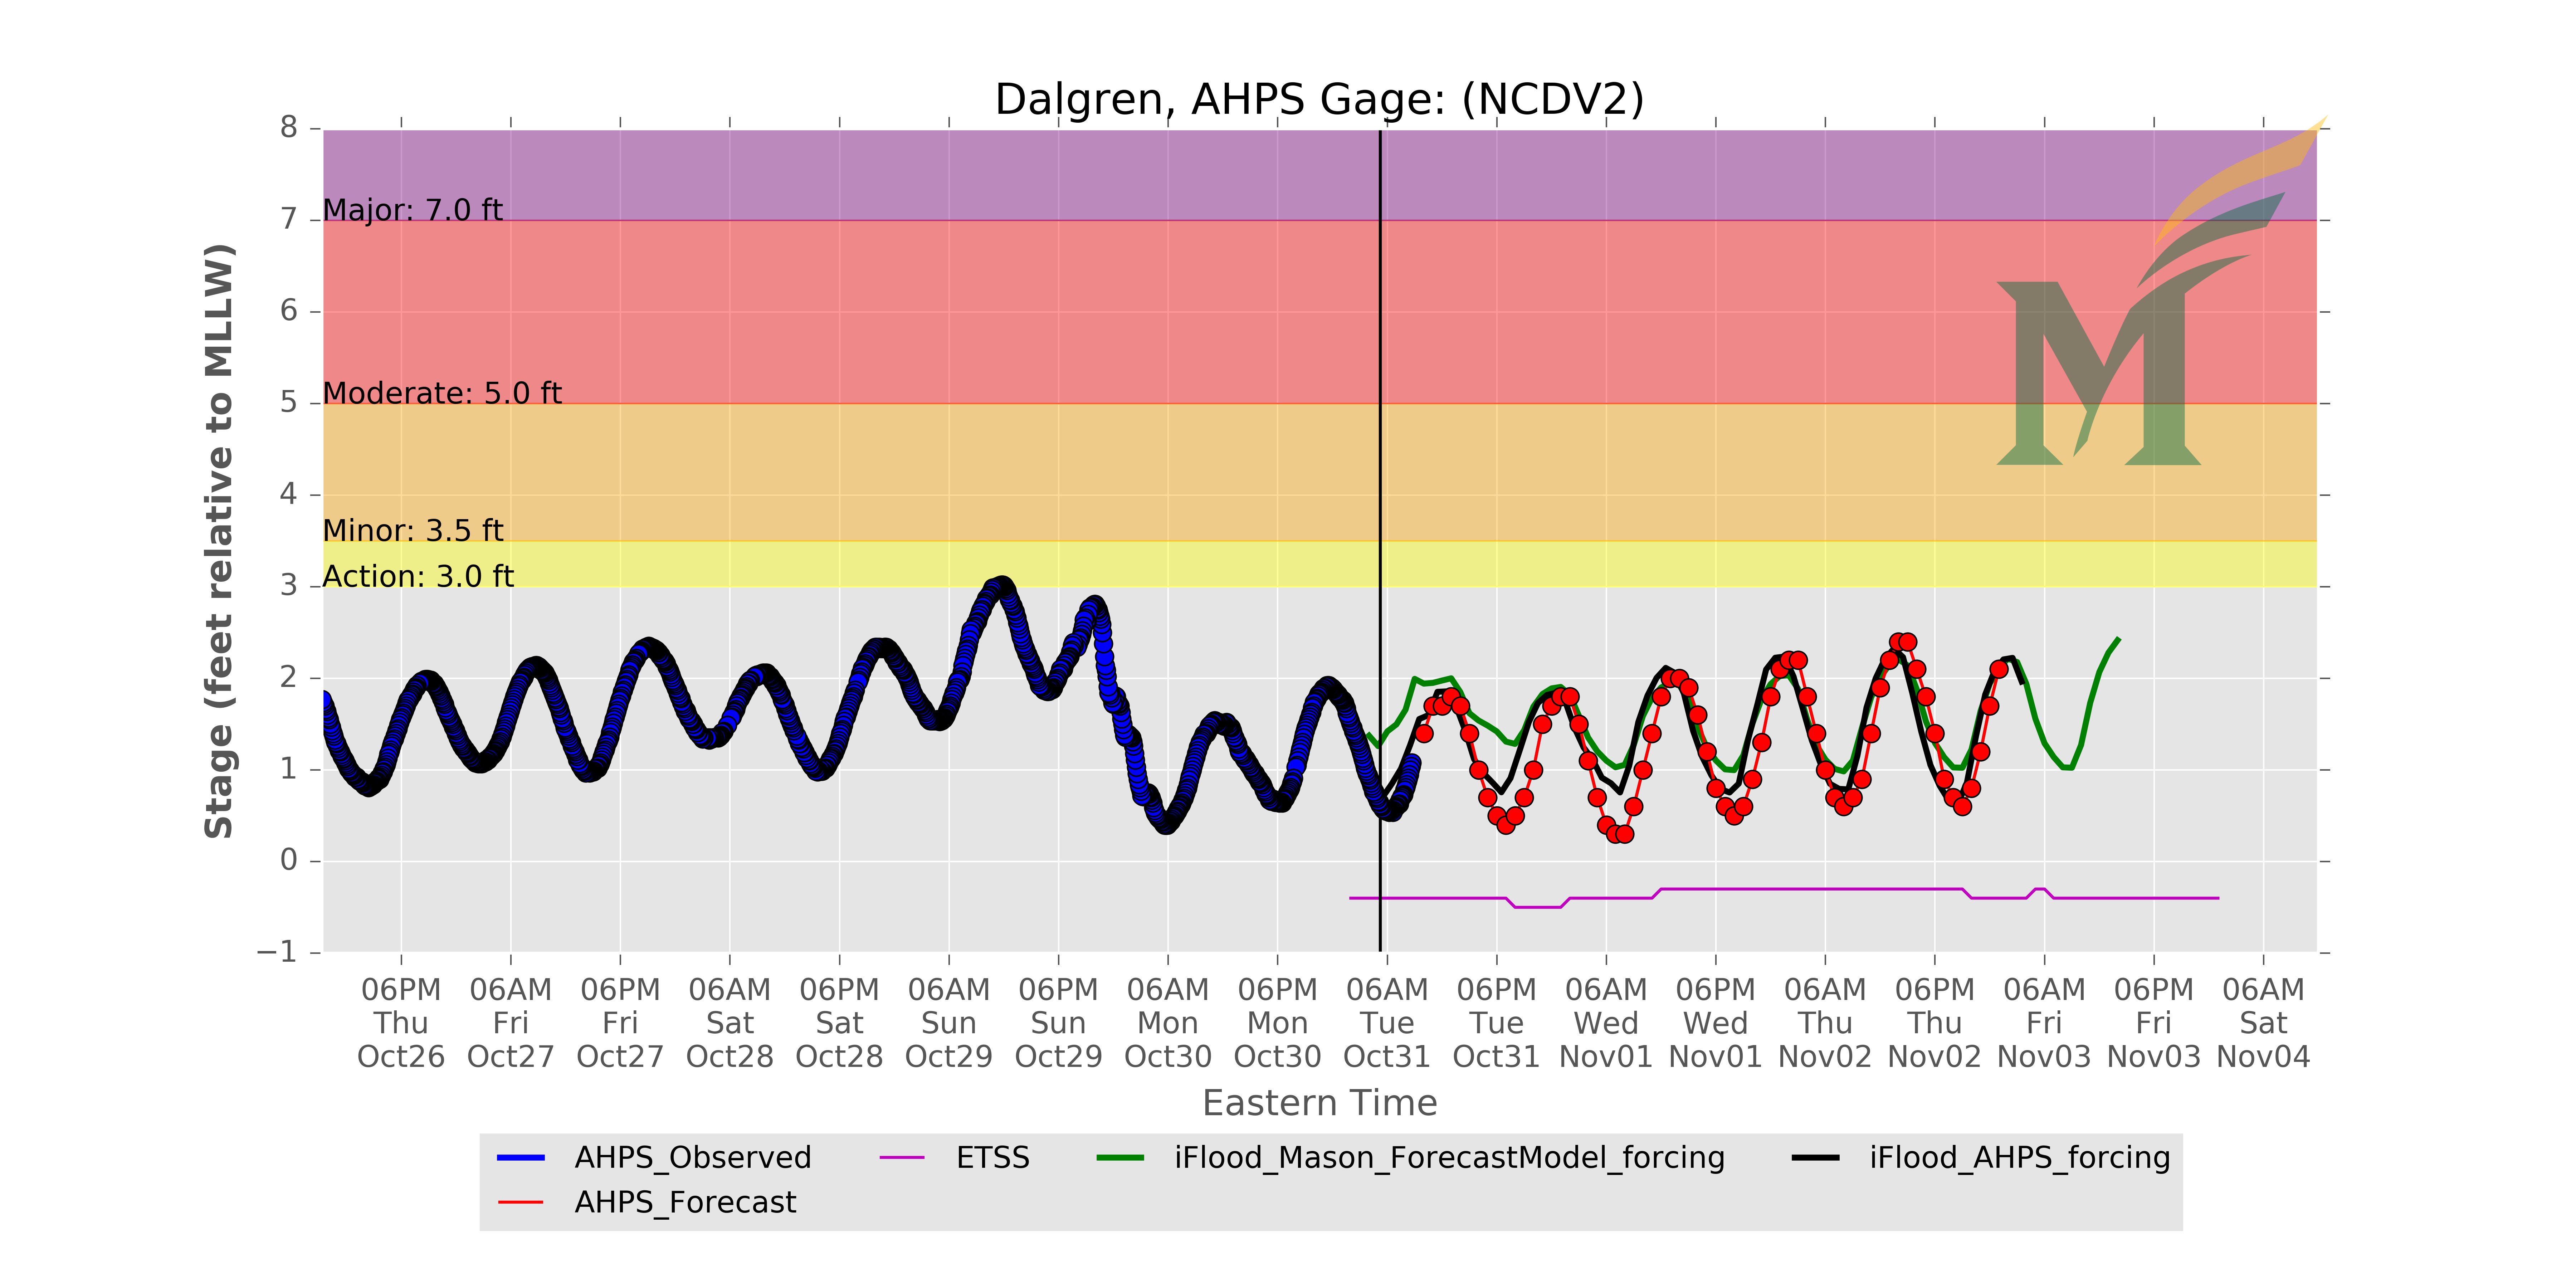 Dalgren, AHPS Gage: (NCDV2)
8
7
6
5
4
3
2
1
0
−1
Stage (feet relative to MLLW)
Major: 7.0 ft
Moderate: 5.0 ft
Minor: 3.5 ft
Action: 3.0 ft
M
06PM 06AM 06PM 06AM 06PM 06AM 06PM 06AM 06PM 06AM 06PM 06AM 06PM 06AM 06PM 06AM 06PM 06AM
Thu Fri Fri Sat Sat Sun Sun Mon Mon Tue Tue Wed Wed Thu Thu Fri Fri Sat
Oct26 Oct27 Oct27 Oct28 Oct28 Oct29 Oct29 Oct30 Oct30 Oct31 Oct31 Nov01 Nov01 Nov02 Nov02 Nov03 Nov03 Nov04
Eastern Time
AHPS_Observed ETSS iFlood_Mason_ForecastModel_forcing iFlood_AHPS_forcing
AHPS_Forecast